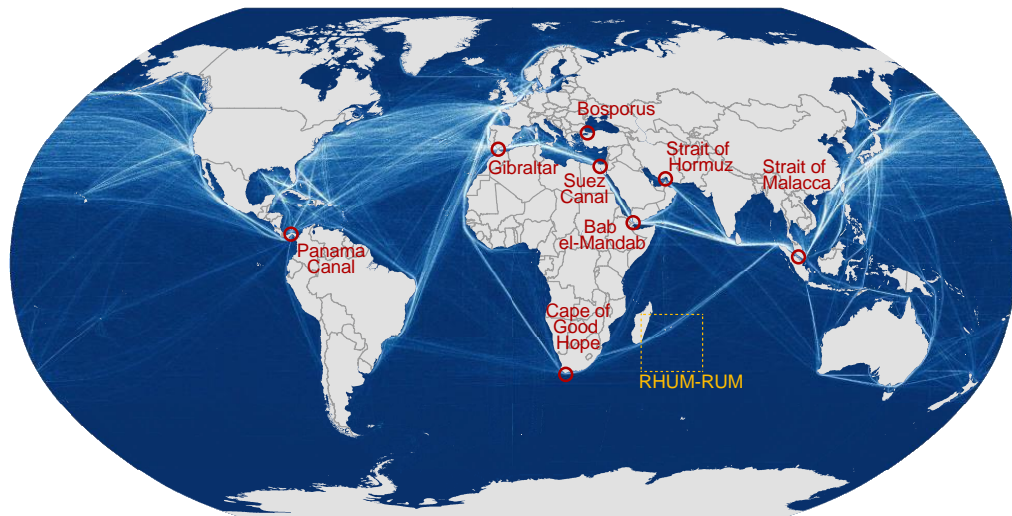 Bosporus
Gibraltar
Suez
Canal
Strait of
Hormuz
Strait of
Malacca
Bab
el-Mandab
Panama
Canal
Cape of
Good
Hope
RHUM-RUM